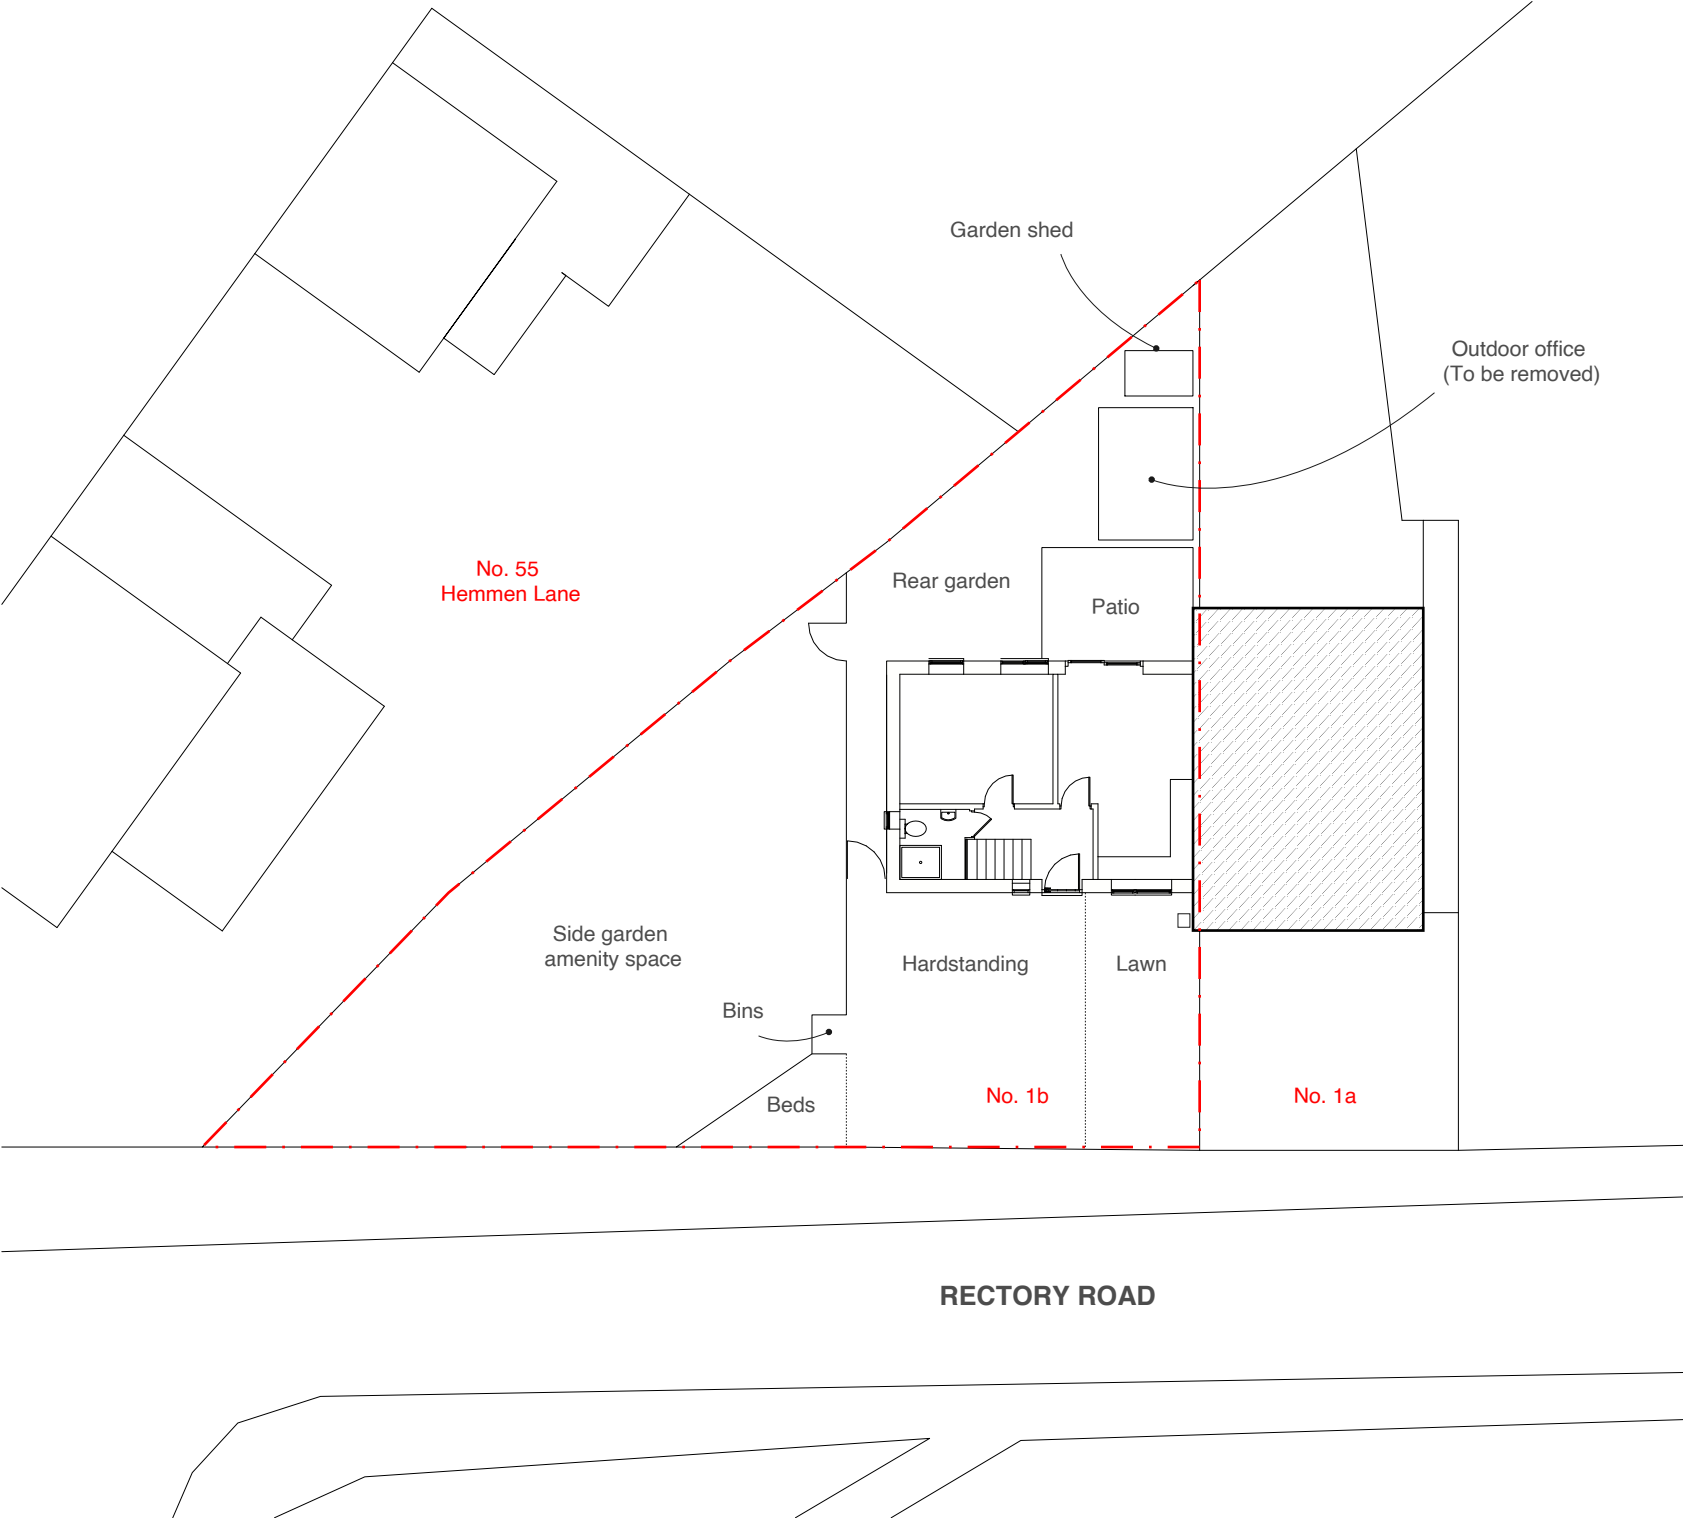 Garden shed
Outdoor office
(To be removed)
No. 55
Hemmen Lane
Rear garden
Patio
Side garden
amenity space
Hardstanding
Lawn
Bins
Beds
No. 1b
No. 1a
RECTORY ROAD